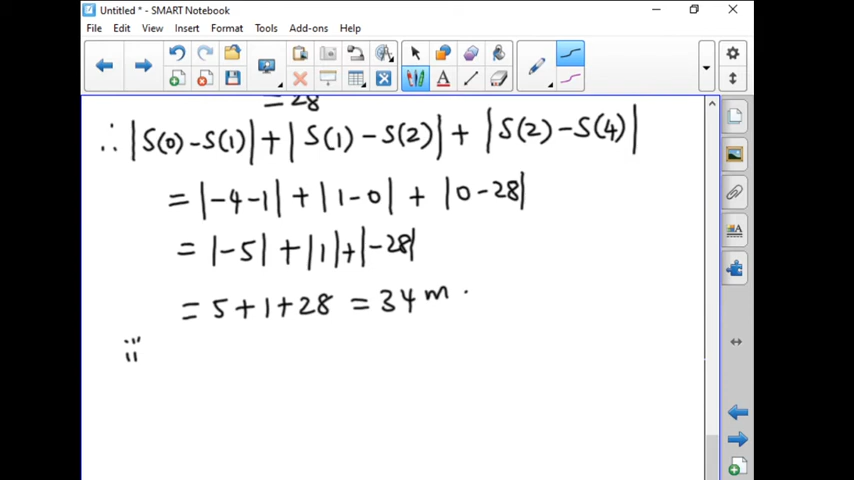 Untitled * - SMART Notebook
File Edit View Insert Format Tools Add-ons Help
= 28
∴ |S(0) - S(1)| + |S(1) - S(2)| + |S(2) - S(4)|
= |-4 - 1| + |1 - 0| + |0 - 28|
= |-5| + |1| + |-28|
= 5 + 1 + 28 = 34 m .
ii